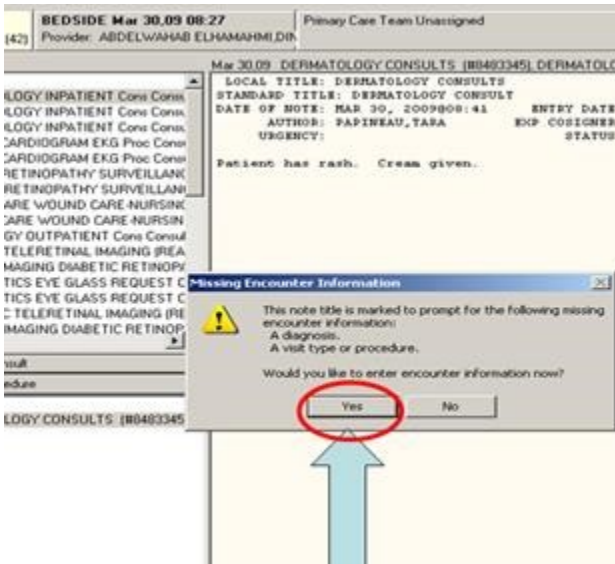 BEDSIDE Mar 30,09 08:27
Primary Care Team Unassigned
(42)
Provider: ABDELWAHAB ELHAMAHMI,DIN
Mar 30,09 DERMATOLOGY CONSULTS (#8483345), DERMATOLO
LOCAL TITLE: DERMATOLOGY CONSULTS
STANDARD TITLE: DERMATOLOGY CONSULT
DATE OF NOTE: MAR 30, 2009@08:41 ENTRY DATE
AUTHOR: PAPINEAU,TARA EXP COSIGNER
URGENCY: STATUS
Patient has rash. Cream given.
LOGY INPATIENT Cons Consu
LOGY INPATIENT Cons Consu
LOGY INPATIENT Cons Consu
CARDIOGRAM EKG Proc Consu
CARDIOGRAM EKG Proc Consu
RETINOPATHY SURVEILLAN
RETINOPATHY SURVEILLAN
ARE WOUND CARE-NURSING
CARE WOUND CARE-NURSIN
GY OUTPATIENT Cons Consul
TELERETINAL IMAGING (REA
MAGING DIABETIC RETINOPA
TICS EYE GLASS REQUEST C
TICS EYE GLASS REQUEST C
C TELERETINAL IMAGING (RE
IMAGING DIABETIC RETINOP
nsult
edure
LOGY CONSULTS (#8483345
Missing Encounter Information
This note title is marked to prompt for the following missing
encounter information:
A diagnosis.
A visit type or procedure.
Would you like to enter encounter information now?
Yes
No